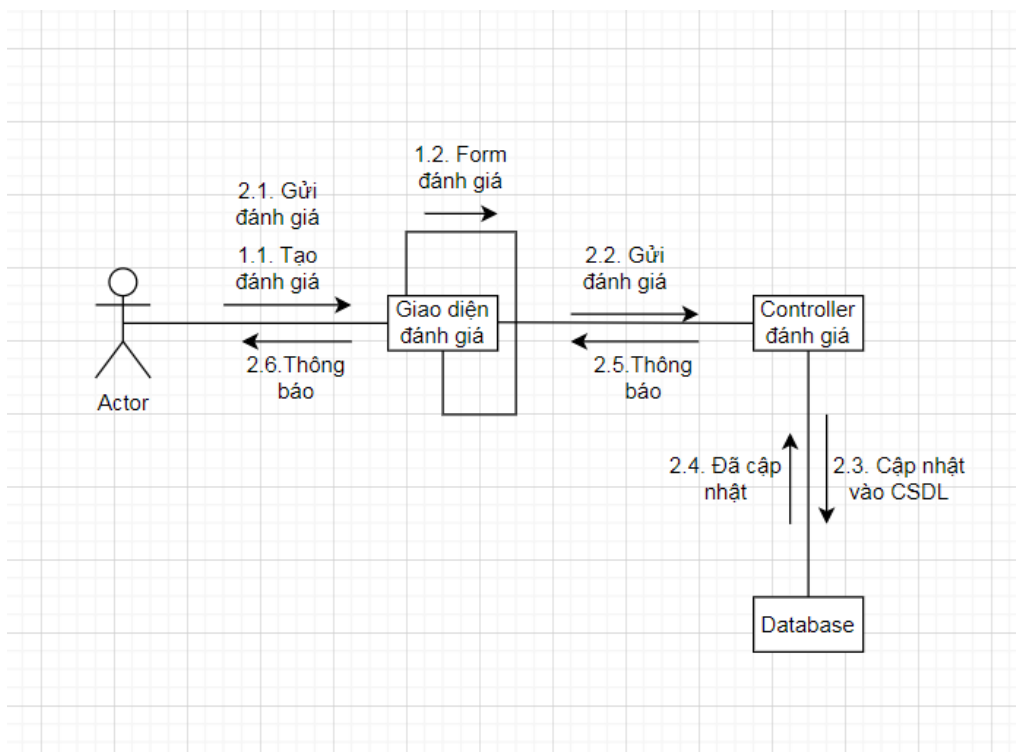 1.2. Form
đánh giá
2.1. Gửi
đánh giá
1.1. Tạo
đánh giá
2.2. Gửi
đánh giá
Giao diện
đánh giá
Controller
đánh giá
2.6.Thông
báo
2.5.Thông
báo
Actor
2.4. Đã cập
nhật
2.3. Cập nhật
vào CSDL
Database